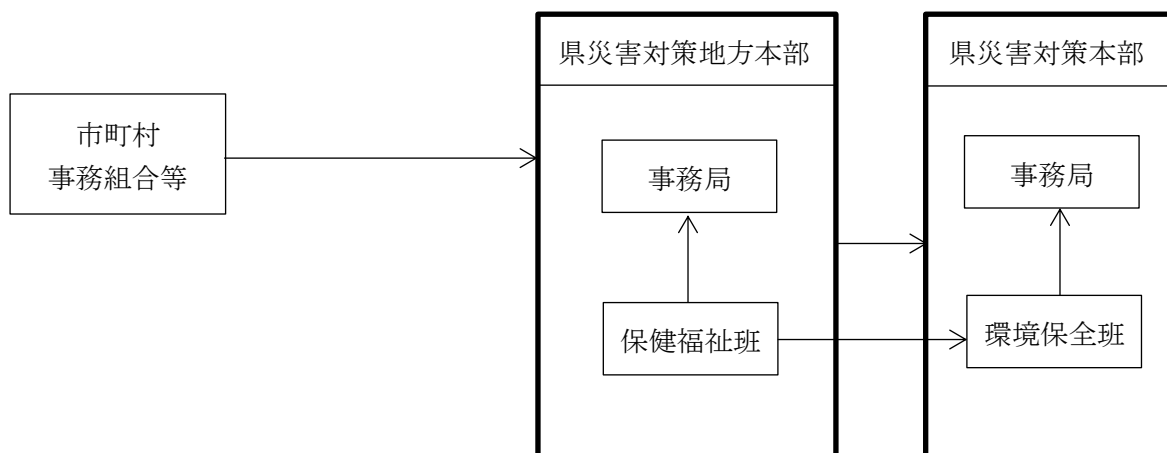 県災害対策地方本部
県災害対策本部
市町村
事務組合等
事務局
事務局
保健福祉班
環境保全班